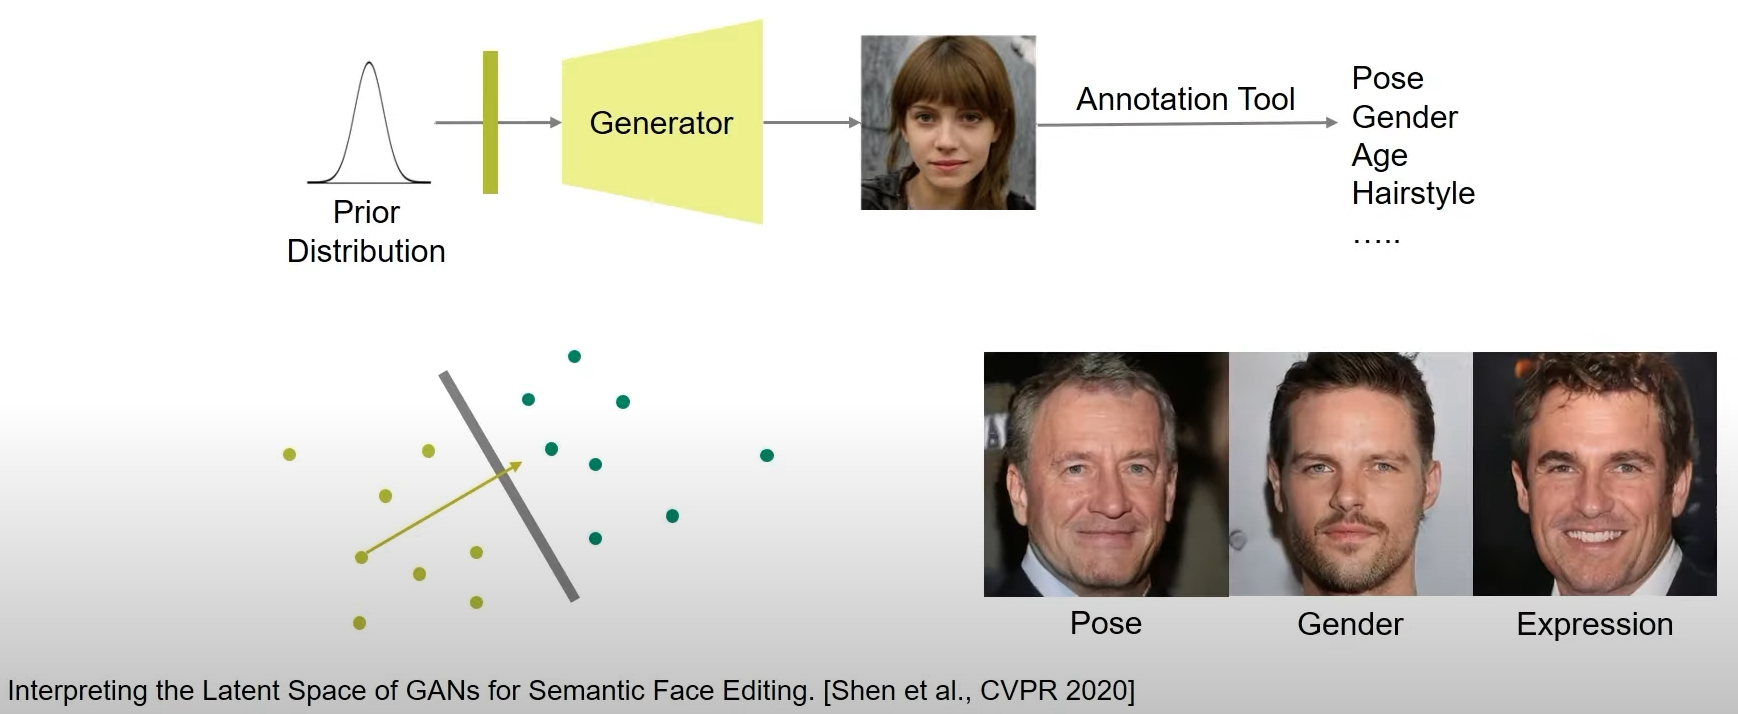 Prior
Distribution
Generator
Annotation Tool
Pose
Gender
Age
Hairstyle
…..
Pose
Gender
Expression
Interpreting the Latent Space of GANs for Semantic Face Editing. [Shen et al., CVPR 2020]